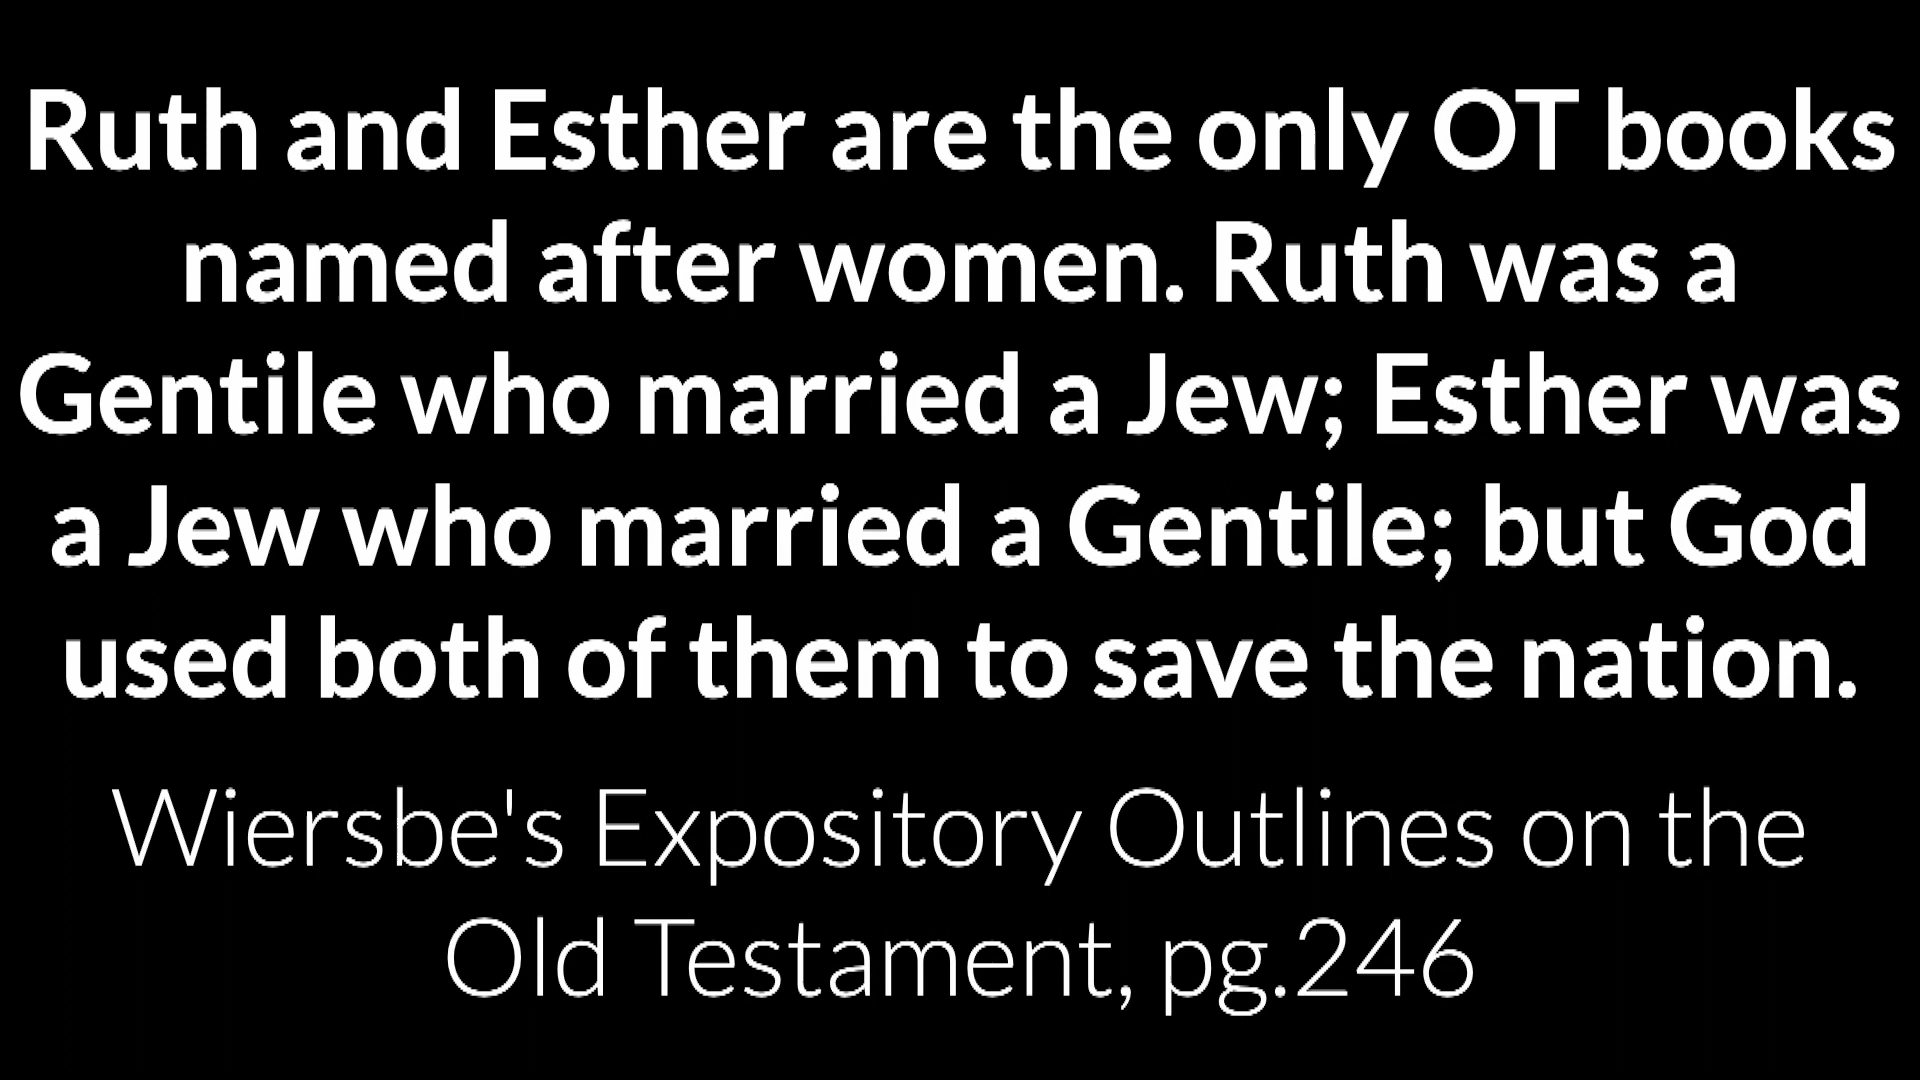 Ruth and Esther are the only OT books
named after women. Ruth was a
Gentile who married a Jew; Esther was
a Jew who married a Gentile; but God
used both of them to save the nation.
Wiersbe's Expository Outlines on the
Old Testament, pg.246